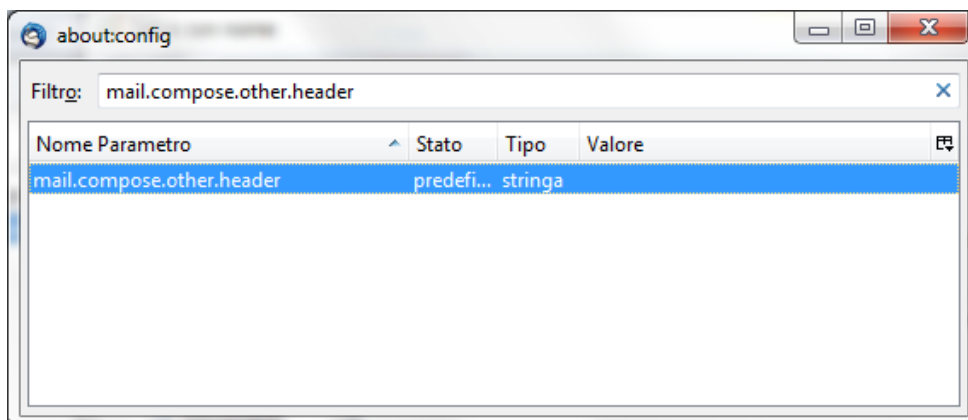 about:config
Filtro: mail.compose.other.header
Nome Parametro Stato Tipo Valore
mail.compose.other.header predefi... stringa